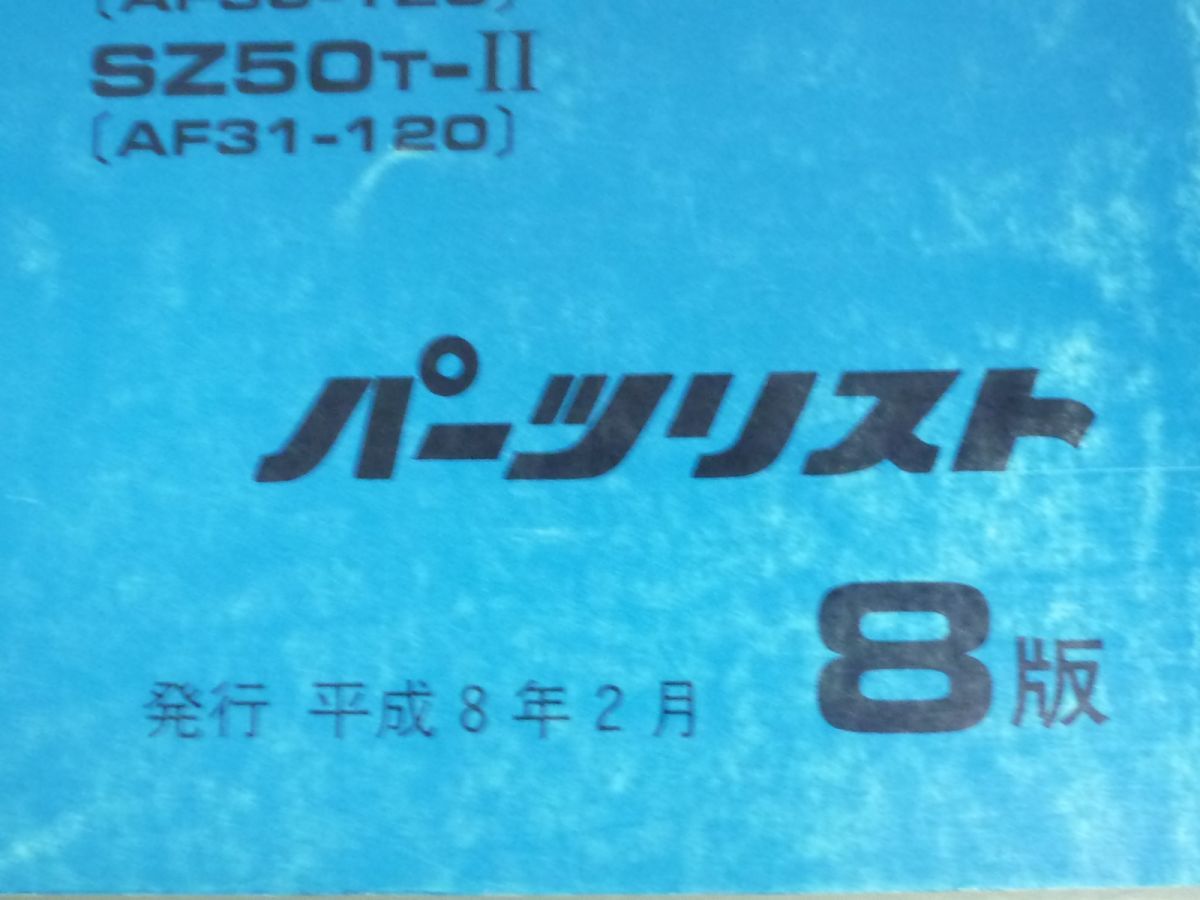 SZ50T-II
〔AF31-120〕
パーツリスト
8版
発行 平成8年2月